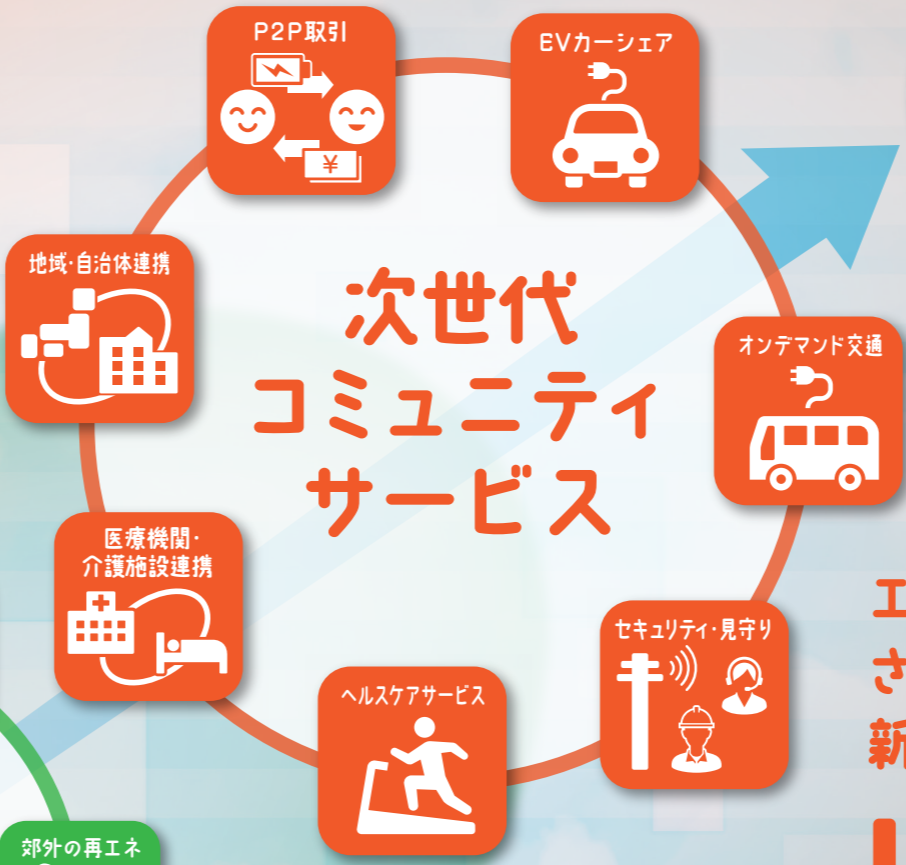 P2P取引
¥
EVカーシェア
地域・自治体連携
次世代
コミュニティ
サービス
オンデマンド交通
医療機関・
介護施設連携
セキュリティ・見守り
ヘルスケアサービス
エ
さ
新
郊外の再エネ